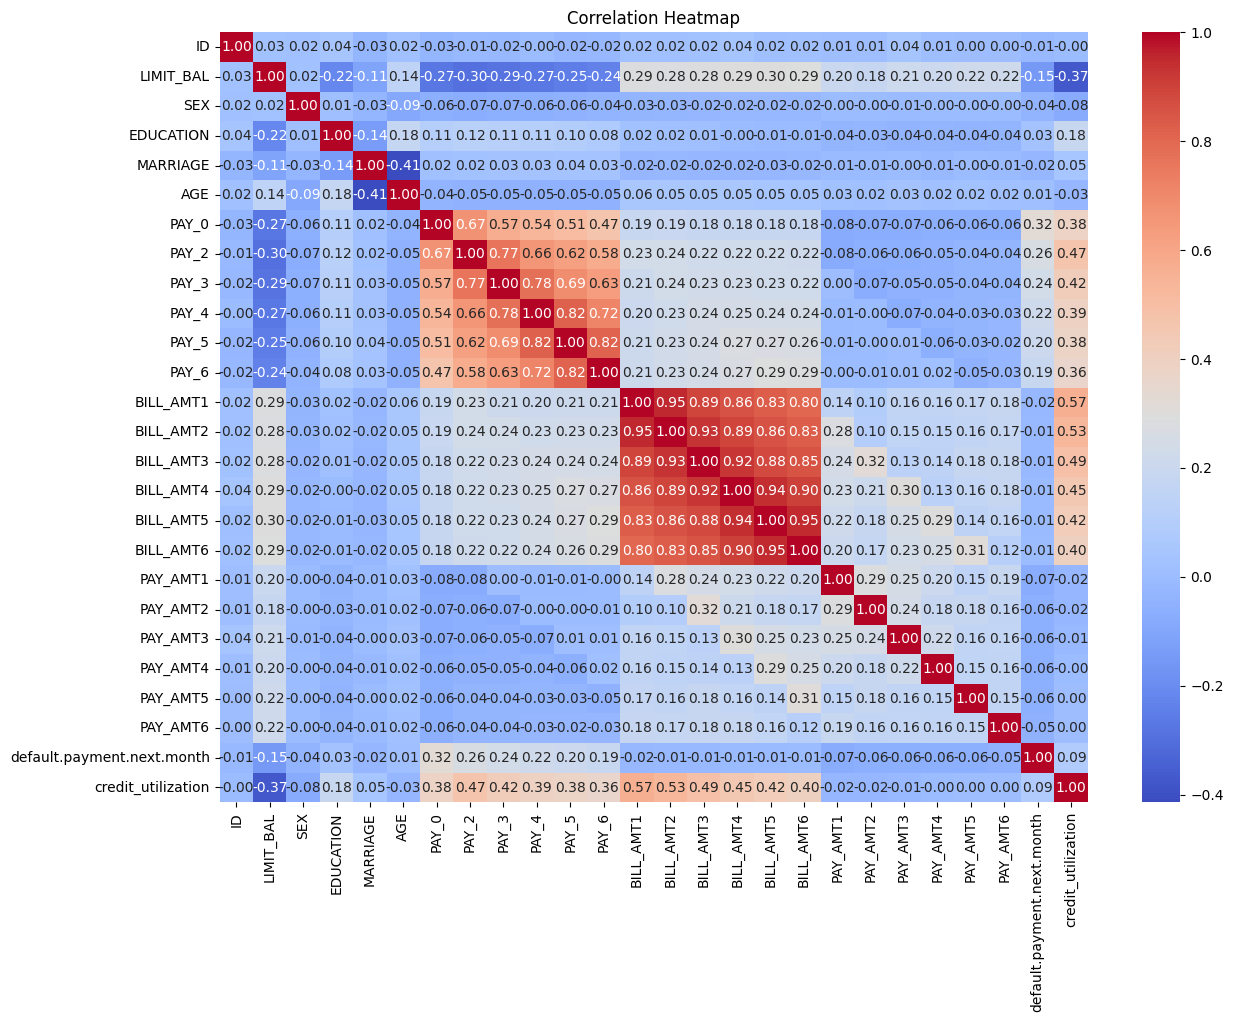 Correlation Heatmap
ID 1.00 0.03 0.02 0.04 -0.03 0.02 -0.03 -0.01 -0.02 -0.00 -0.02 -0.02 0.02 0.02 0.02 0.04 0.02 0.02 0.01 0.01 0.04 0.01 0.00 0.00 -0.01 -0.00
LIMIT_BAL 0.03 1.00 0.02 -0.22 -0.11 0.14 -0.27 -0.30 -0.29 -0.27 -0.25 -0.24 0.29 0.28 0.28 0.29 0.30 0.29 0.20 0.18 0.21 0.20 0.22 0.22 -0.15 -0.37
SEX 0.02 0.02 1.00 0.01 -0.03 -0.09 -0.06 -0.07 -0.07 -0.06 -0.06 -0.04 -0.03 -0.03 -0.02 -0.02 -0.02 -0.02 -0.00 -0.00 -0.01 -0.00 -0.00 -0.00 -0.04 -0.08
EDUCATION 0.04 -0.22 0.01 1.00 -0.14 0.18 0.11 0.12 0.11 0.11 0.10 0.08 0.02 0.02 0.01 -0.00 -0.01 -0.01 -0.04 -0.03 -0.04 -0.04 -0.04 -0.04 0.03 0.18
MARRIAGE -0.03 -0.11 -0.03 -0.14 1.00 -0.41 0.02 0.02 0.03 0.03 0.04 0.03 -0.02 -0.02 -0.02 -0.02 -0.03 -0.02 -0.01 -0.01 -0.00 -0.01 -0.00 -0.01 -0.02 0.05
AGE 0.02 0.14 -0.09 0.18 -0.41 1.00 -0.04 -0.05 -0.05 -0.05 -0.05 -0.05 0.06 0.05 0.05 0.05 0.05 0.05 0.03 0.02 0.03 0.02 0.02 0.02 0.01 -0.03
PAY_0 -0.03 -0.27 -0.06 0.11 0.02 -0.04 1.00 0.67 0.57 0.54 0.51 0.47 0.19 0.19 0.18 0.18 0.18 0.18 -0.08 -0.07 -0.07 -0.06 -0.06 -0.06 0.32 0.38
PAY_2 -0.01 -0.30 -0.07 0.12 0.02 -0.05 0.67 1.00 0.77 0.66 0.62 0.58 0.23 0.24 0.22 0.22 0.22 0.22 -0.08 -0.06 -0.06 -0.05 -0.04 -0.04 0.26 0.47
PAY_3 -0.02 -0.29 -0.07 0.11 0.03 -0.05 0.57 0.77 1.00 0.78 0.69 0.63 0.21 0.24 0.23 0.23 0.23 0.22 0.00 -0.07 -0.05 -0.05 -0.04 -0.04 0.24 0.42
PAY_4 -0.00 -0.27 -0.06 0.11 0.03 -0.05 0.54 0.66 0.78 1.00 0.82 0.72 0.20 0.23 0.24 0.25 0.24 0.24 -0.01 -0.00 -0.07 -0.04 -0.03 -0.03 0.22 0.39
PAY_5 -0.02 -0.25 -0.06 0.10 0.04 -0.05 0.51 0.62 0.69 0.82 1.00 0.82 0.21 0.23 0.24 0.27 0.27 0.26 -0.01 -0.00 0.01 -0.06 -0.03 -0.02 0.20 0.38
PAY_6 -0.02 -0.24 -0.04 0.08 0.03 -0.05 0.47 0.58 0.63 0.72 0.82 1.00 0.21 0.23 0.24 0.27 0.29 0.29 -0.00 -0.01 0.01 0.02 -0.05 -0.03 0.19 0.36
BILL_AMT1 0.02 0.29 -0.03 0.02 -0.02 0.06 0.19 0.23 0.21 0.20 0.21 0.21 1.00 0.95 0.89 0.86 0.83 0.80 0.14 0.10 0.16 0.16 0.17 0.18 -0.02 0.57
BILL_AMT2 0.02 0.28 -0.03 0.02 -0.02 0.05 0.19 0.24 0.24 0.23 0.23 0.23 0.95 1.00 0.93 0.89 0.86 0.83 0.28 0.10 0.15 0.15 0.16 0.17 -0.01 0.53
BILL_AMT3 0.02 0.28 -0.02 0.01 -0.02 0.05 0.18 0.22 0.23 0.24 0.24 0.24 0.89 0.93 1.00 0.92 0.88 0.85 0.24 0.32 0.13 0.14 0.18 0.18 -0.01 0.49
BILL_AMT4 0.04 0.29 -0.02 -0.00 -0.02 0.05 0.18 0.22 0.23 0.25 0.27 0.27 0.86 0.89 0.92 1.00 0.94 0.90 0.23 0.21 0.30 0.13 0.16 0.18 -0.01 0.45
BILL_AMT5 0.02 0.30 -0.02 -0.01 -0.03 0.05 0.18 0.22 0.23 0.24 0.27 0.29 0.83 0.86 0.88 0.94 1.00 0.95 0.22 0.18 0.25 0.29 0.14 0.16 -0.01 0.42
BILL_AMT6 0.02 0.29 -0.02 -0.01 -0.02 0.05 0.18 0.22 0.22 0.24 0.26 0.29 0.80 0.83 0.85 0.90 0.95 1.00 0.20 0.17 0.23 0.25 0.31 0.12 -0.01 0.40
PAY_AMT1 0.01 0.20 -0.00 -0.04 -0.01 0.03 -0.08 -0.08 0.00 -0.01 -0.01 -0.00 0.14 0.28 0.24 0.23 0.22 0.20 1.00 0.29 0.25 0.20 0.15 0.19 -0.07 -0.02
PAY_AMT2 0.01 0.18 -0.00 -0.03 -0.01 0.02 -0.07 -0.06 -0.07 -0.00 -0.00 -0.01 0.10 0.10 0.32 0.21 0.18 0.17 0.29 1.00 0.24 0.18 0.18 0.16 -0.06 -0.02
PAY_AMT3 0.04 0.21 -0.01 -0.04 -0.00 0.03 -0.07 -0.06 -0.05 -0.07 0.01 0.01 0.16 0.15 0.13 0.30 0.25 0.23 0.25 0.24 1.00 0.22 0.16 0.16 -0.06 -0.01
PAY_AMT4 0.01 0.20 -0.00 -0.04 -0.01 0.02 -0.06 -0.05 -0.05 -0.04 -0.06 0.02 0.16 0.15 0.14 0.13 0.29 0.25 0.20 0.18 0.22 1.00 0.15 0.16 -0.06 -0.00
PAY_AMT5 0.00 0.22 -0.00 -0.04 -0.00 0.02 -0.06 -0.04 -0.04 -0.03 -0.03 -0.05 0.17 0.16 0.18 0.16 0.14 0.31 0.15 0.18 0.16 0.15 1.00 0.15 -0.06 0.00
PAY_AMT6 0.00 0.22 -0.00 -0.04 -0.01 0.02 -0.06 -0.04 -0.04 -0.03 -0.02 -0.03 0.18 0.17 0.18 0.18 0.16 0.12 0.19 0.16 0.16 0.16 0.15 1.00 -0.05 0.00
default.payment.next.month -0.01 -0.15 -0.04 0.03 -0.02 0.01 0.32 0.26 0.24 0.22 0.20 0.19 -0.02 -0.01 -0.01 -0.01 -0.01 -0.01 -0.07 -0.06 -0.06 -0.06 -0.06 -0.05 1.00 0.09
credit_utilization -0.00 -0.37 -0.08 0.18 0.05 -0.03 0.38 0.47 0.42 0.39 0.38 0.36 0.57 0.53 0.49 0.45 0.42 0.40 -0.02 -0.02 -0.01 -0.00 0.00 0.00 0.09 1.00
ID LIMIT_BAL SEX EDUCATION MARRIAGE AGE PAY_0 PAY_2 PAY_3 PAY_4 PAY_5 PAY_6 BILL_AMT1 BILL_AMT2 BILL_AMT3 BILL_AMT4 BILL_AMT5 BILL_AMT6 PAY_AMT1 PAY_AMT2 PAY_AMT3 PAY_AMT4 PAY_AMT5 PAY_AMT6 default.payment.next.month credit_utilization
1.0
0.8
0.6
0.4
0.2
0.0
−0.2
−0.4